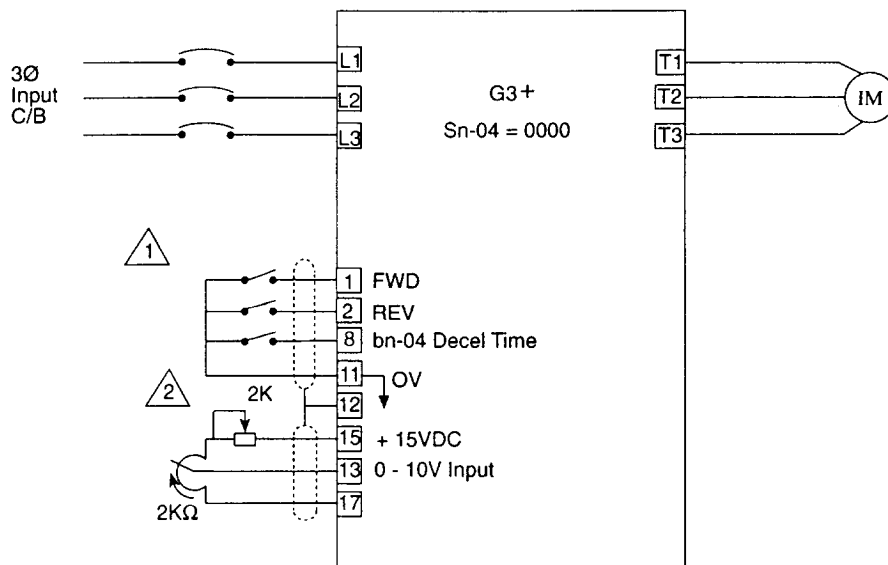 3Ø
Input
C/B
L1
L2
L3
G3+
Sn-04 = 0000
T1
T2
T3
IM
1
1 FWD
2 REV
8 bn-04 Decel Time
11 OV
2
2K
12
15 + 15VDC
13 0 - 10V Input
17
2KΩ